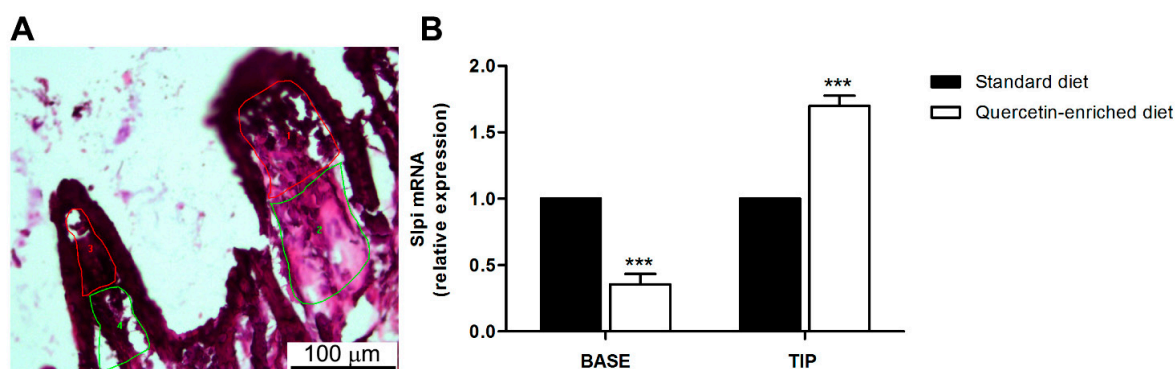 A
1
2
3
4
100 μm
B
Slpi mRNA
(relative expression)
2.0
1.5
1.0
0.5
0.0
***
***
BASE
TIP
Standard diet
Quercetin-enriched diet